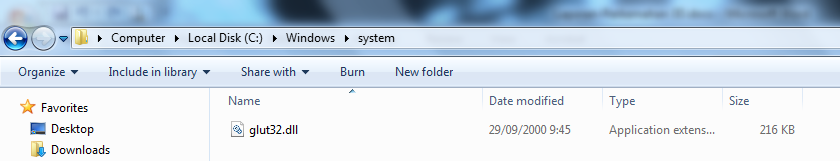 Computer ▸ Local Disk (C:) ▸ Windows ▸ system
Organize Include in library Share with Burn New folder
Favorites
Desktop
Downloads
Name Date modified Type Size
glut32.dll 29/09/2000 9:45 Application extens... 216 KB